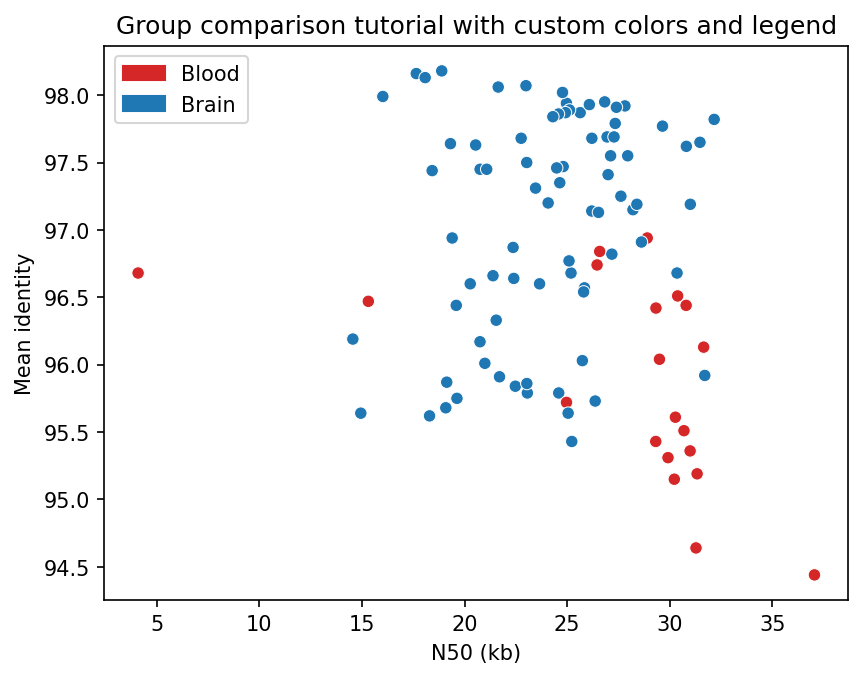 Group comparison tutorial with custom colors and legend
Blood
Brain
98.0
97.5
97.0
96.5
96.0
95.5
95.0
94.5
Mean identity
5 10 15 20 25 30 35
N50 (kb)